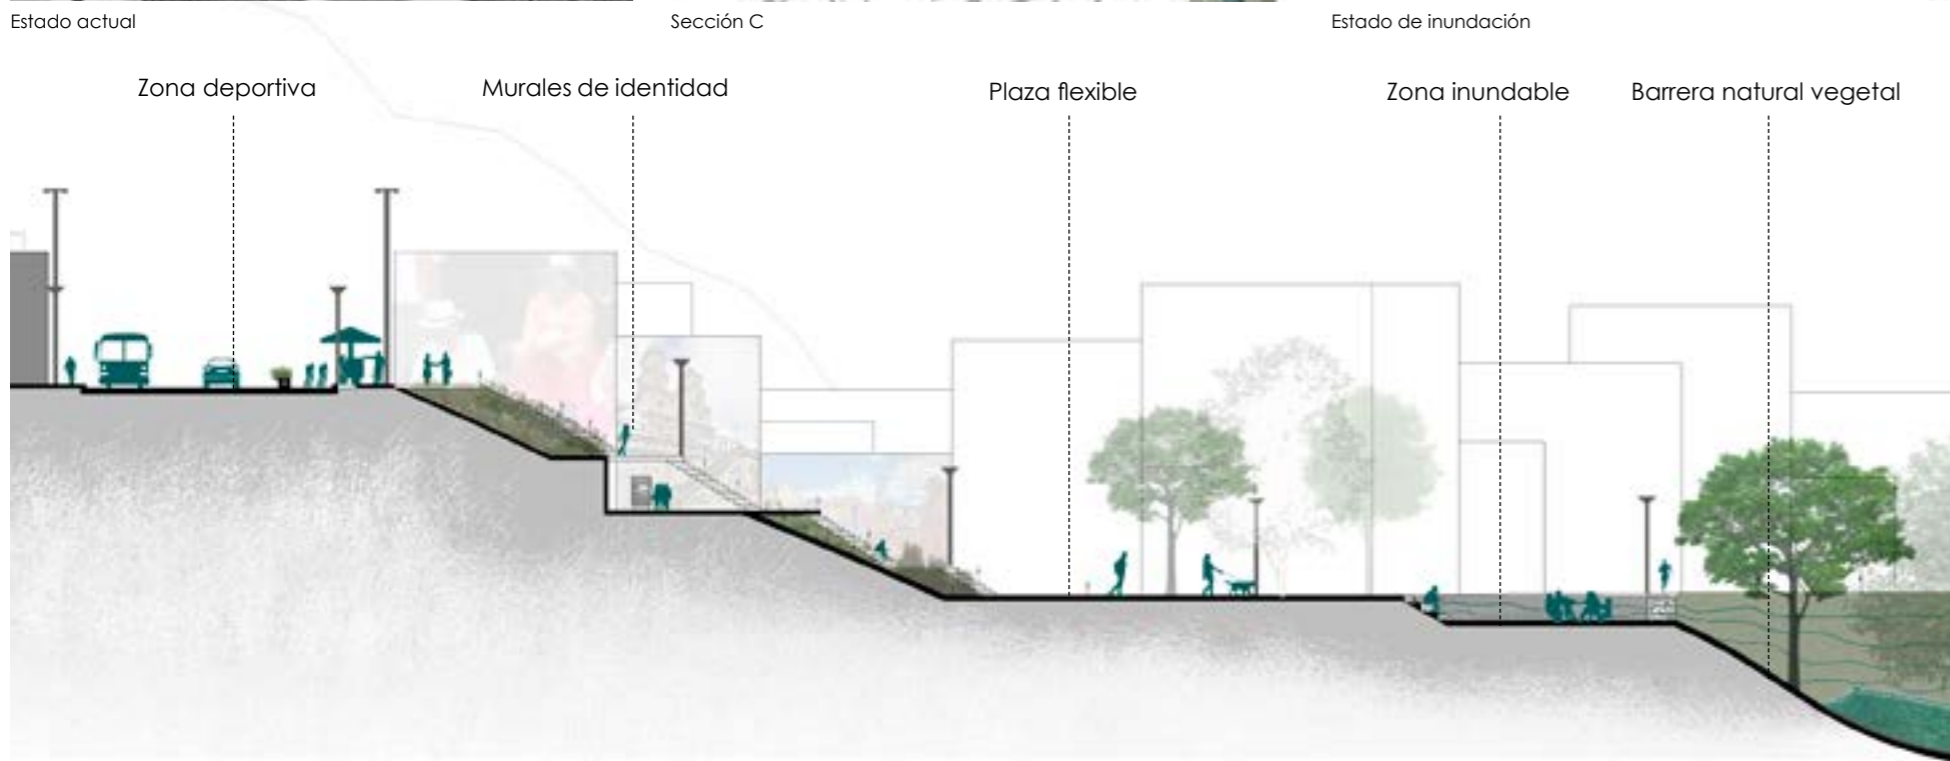 Estado actual
Sección C
Estado de inundación
Zona deportiva
Murales de identidad
Plaza flexible
Zona inundable
Barrera natural vegetal